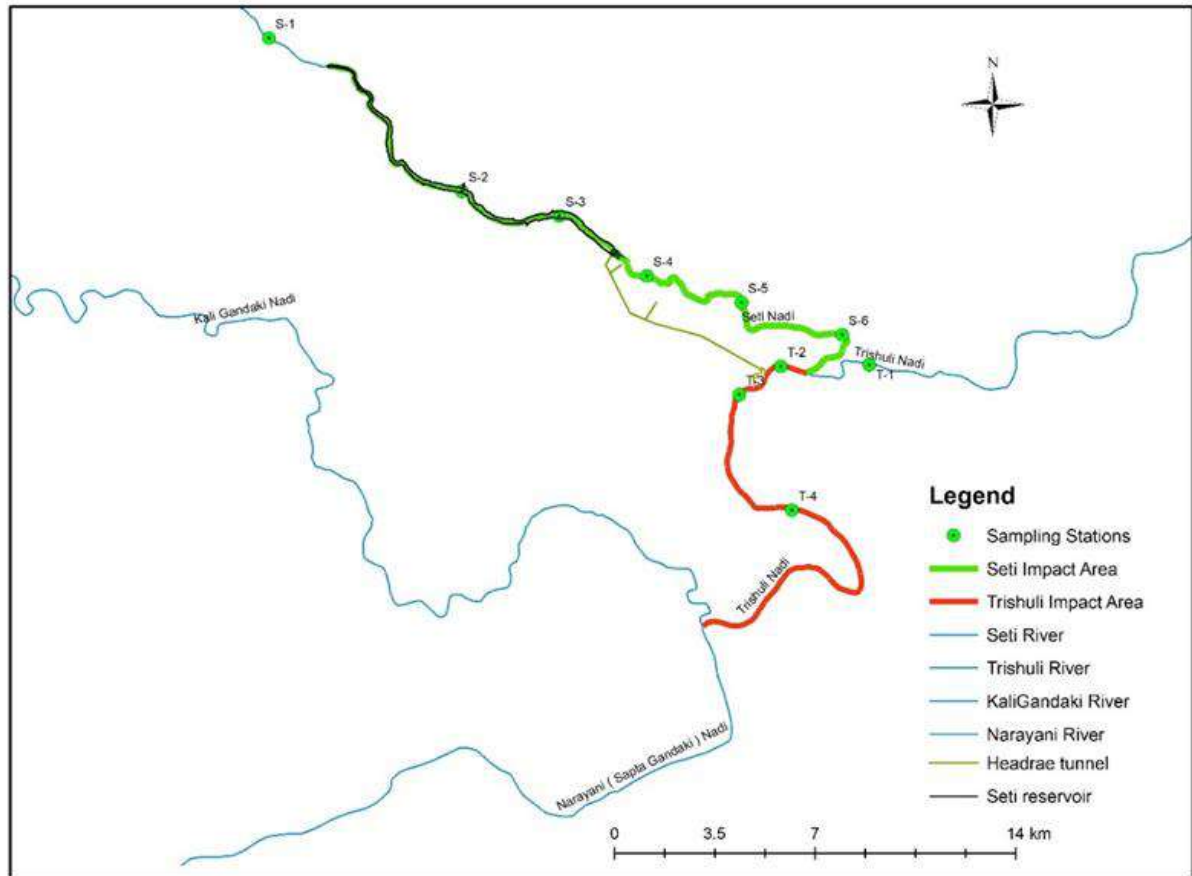 S-1
N
S-2
S-3
S-4
S-5
Seti Nadi
S-6
Kali Gandaki Nadi
T-2
Trishuli Nadi
T-1
T-3
T-4
Trishuli Nadi
Narayani ( Sapta Gandaki ) Nadi
Legend
Sampling Stations
Seti Impact Area
Trishuli Impact Area
Seti River
Trishuli River
KaliGandaki River
Narayani River
Headrae tunnel
Seti reservoir
0 3.5 7 14 km